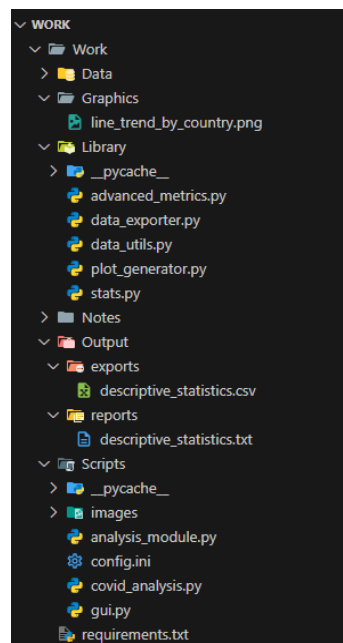 WORK
Work
Data
Graphics
line_trend_by_country.png
Library
__pycache__
advanced_metrics.py
data_exporter.py
data_utils.py
plot_generator.py
stats.py
Notes
Output
exports
descriptive_statistics.csv
reports
descriptive_statistics.txt
Scripts
__pycache__
images
analysis_module.py
config.ini
covid_analysis.py
gui.py
requirements.txt